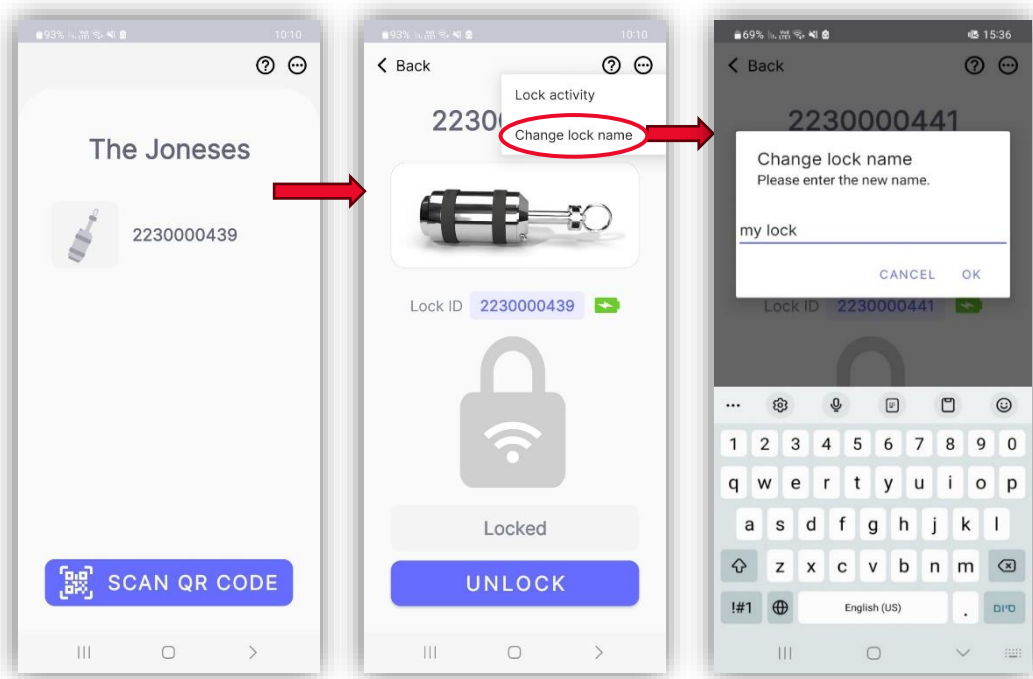 93% 10:10
The Joneses
2230000439
SCAN QR CODE
93% 10:10
Back
Lock activity
2230
Change lock name
Lock ID 2230000439
Locked
UNLOCK
69% 15:36
Back
2230000441
Change lock name
Please enter the new name.
my lock
CANCEL OK
Lock ID 2230000441
1 2 3 4 5 6 7 8 9 0
q w e r t y u i o p
a s d f g h j k l
z x c v b n m
!#1 English (US) . סיום